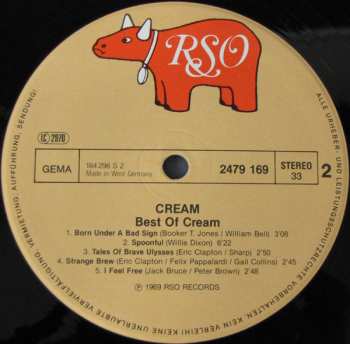 RSO
LC 2070
GEMA
184 296 S 2
Made in West Germany
2479 169
STEREO
33
2
CREAM
Best Of Cream
1. Born Under A Bad Sign (Booker T. Jones / William Bell) 3'06
2. Spoonful (Willie Dixon) 6'22
3. Tales Of Brave Ulysses (Eric Clapton / Sharp) 2'50
4. Strange Brew (Eric Clapton / Felix Pappalardi / Gail Collins) 2'45
5. I Feel Free (Jack Bruce / Peter Brown) 2'48
℗ 1969 RSO RECORDS
ALLE URHEBER- UND LEISTUNGSSCHUTZRECHTE VORBEHALTEN. KEIN VERLEIH! KEINE UNERLAUBTE VERVIELFÄLTIGUNG, VERMIETUNG, AUFFÜHRUNG, SENDUNG!